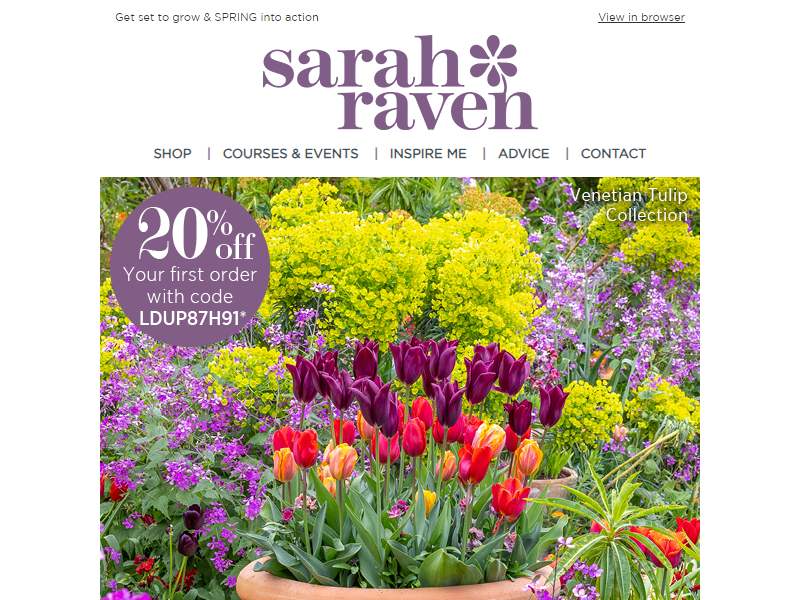 Get set to grow & SPRING into action
View in browser
sarah
raven
SHOP | COURSES & EVENTS | INSPIRE ME | ADVICE | CONTACT
Venetian Tulip
Collection
20% off
Your first order
with code
LDUP87H91*